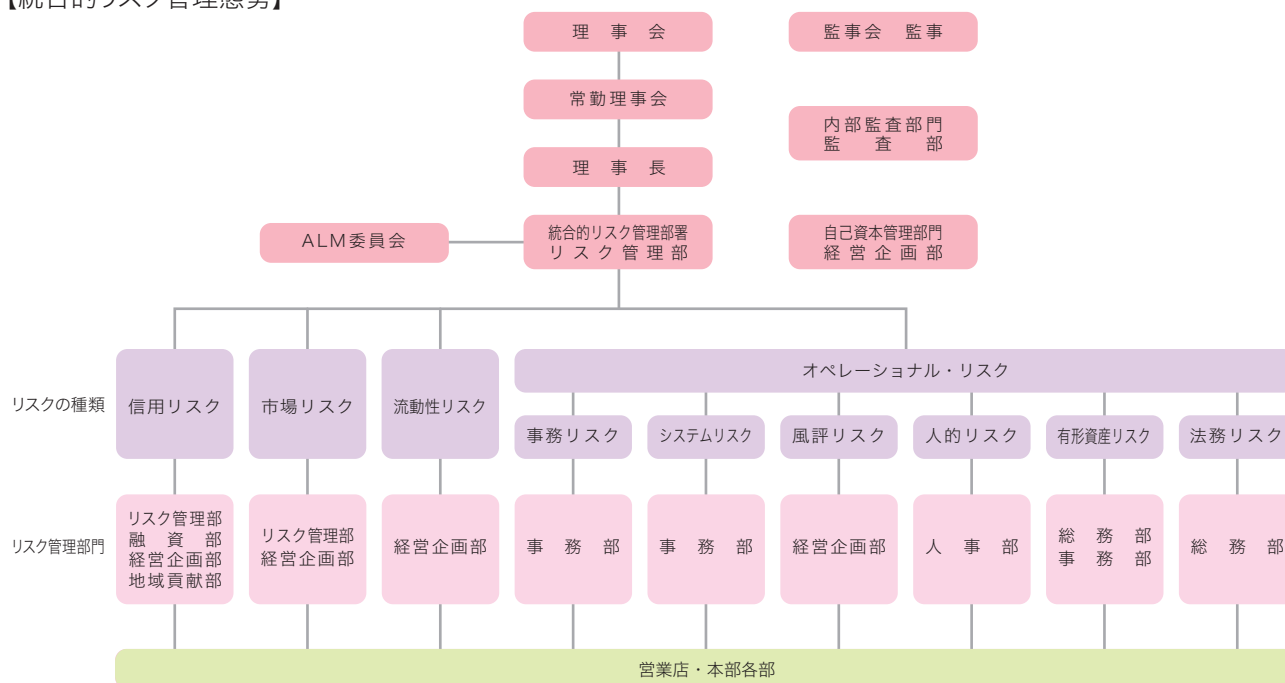 【統合的リスク管理態勢】
理事会
監事会 監事
常勤理事会
内部監査部門
監査部
理事長
ALM委員会
統合的リスク管理部署
リスク管理部
自己資本管理部門
経営企画部
リスクの種類
信用リスク
市場リスク
流動性リスク
オペレーショナル・リスク
事務リスク
システムリスク
風評リスク
人的リスク
有形資産リスク
法務リスク
リスク管理部門
リスク管理部
融資部
経営企画部
地域貢献部
リスク管理部
経営企画部
経営企画部
事務部
事務部
経営企画部
人事部
総務部
事務部
総務部
営業店・本部各部